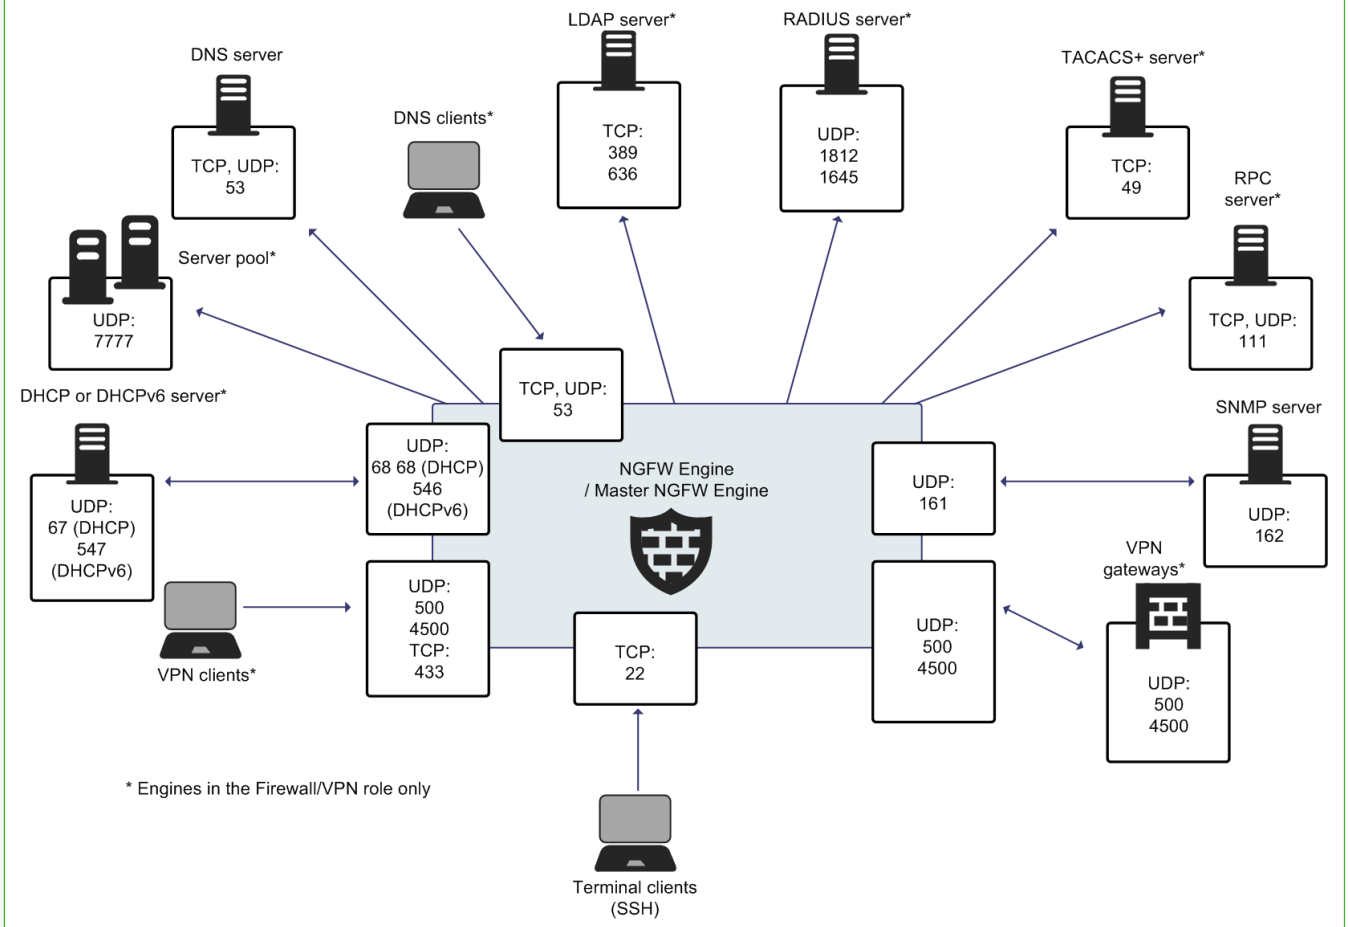 LDAP server*
RADIUS server*
DNS server
TACACS+ server*
DNS clients*
TCP:
389
636
UDP:
1812
1645
TCP, UDP:
53
TCP:
49
RPC
server*
Server pool*
UDP:
7777
TCP, UDP:
111
DHCP or DHCPv6 server*
TCP, UDP:
53
SNMP server
UDP:
68 68 (DHCP)
546
(DHCPv6)
NGFW Engine
/ Master NGFW Engine
UDP:
161
UDP:
67 (DHCP)
547
(DHCPv6)
UDP:
162
VPN
gateways*
UDP:
500
4500
TCP:
433
UDP:
500
4500
TCP:
22
VPN clients*
UDP:
500
4500
* Engines in the Firewall/VPN role only
Terminal clients
(SSH)